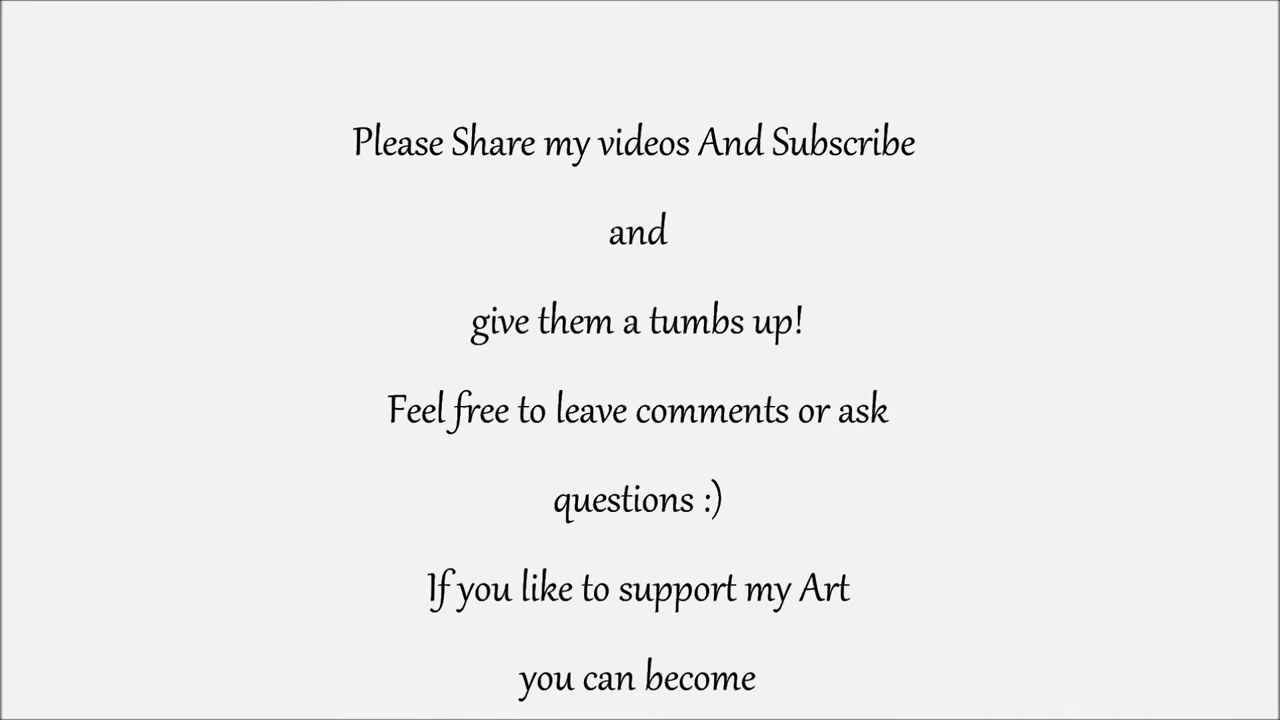 Please Share my videos And Subscribe
and
give them a tumbs up!
Feel free to leave comments or ask
questions :)
If you like to support my Art
you can become